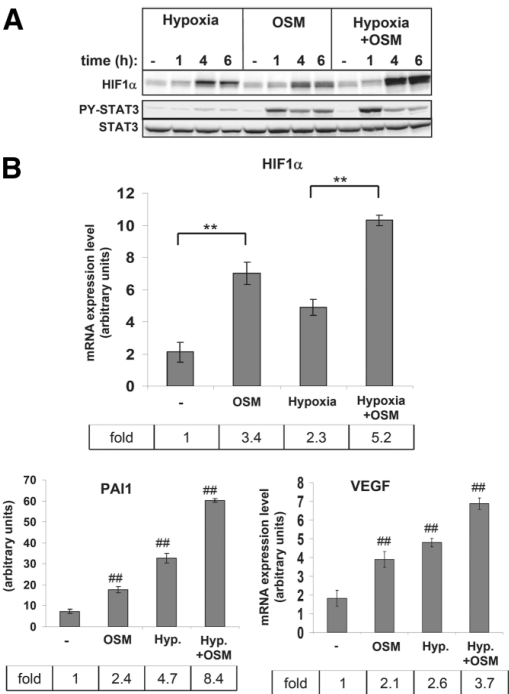 A
Hypoxia OSM Hypoxia +OSM
time (h): - 1 4 6 - 1 4 6 - 1 4 6
HIF1α
PY-STAT3
STAT3
B
HIF1α
mRNA expression level (arbitrary units)
12
10
8
6
4
2
0
** **
- OSM Hypoxia Hypoxia +OSM
fold 1 3.4 2.3 5.2
PAI1
(arbitrary units)
70
60
50
40
30
20
10
0
## ## ##
- OSM Hyp. Hyp. +OSM
fold 1 2.4 4.7 8.4
VEGF
mRNA expression level (arbitrary units)
8
7
6
5
4
3
2
1
0
## ## ##
- OSM Hyp. Hyp. +OSM
fold 1 2.1 2.6 3.7